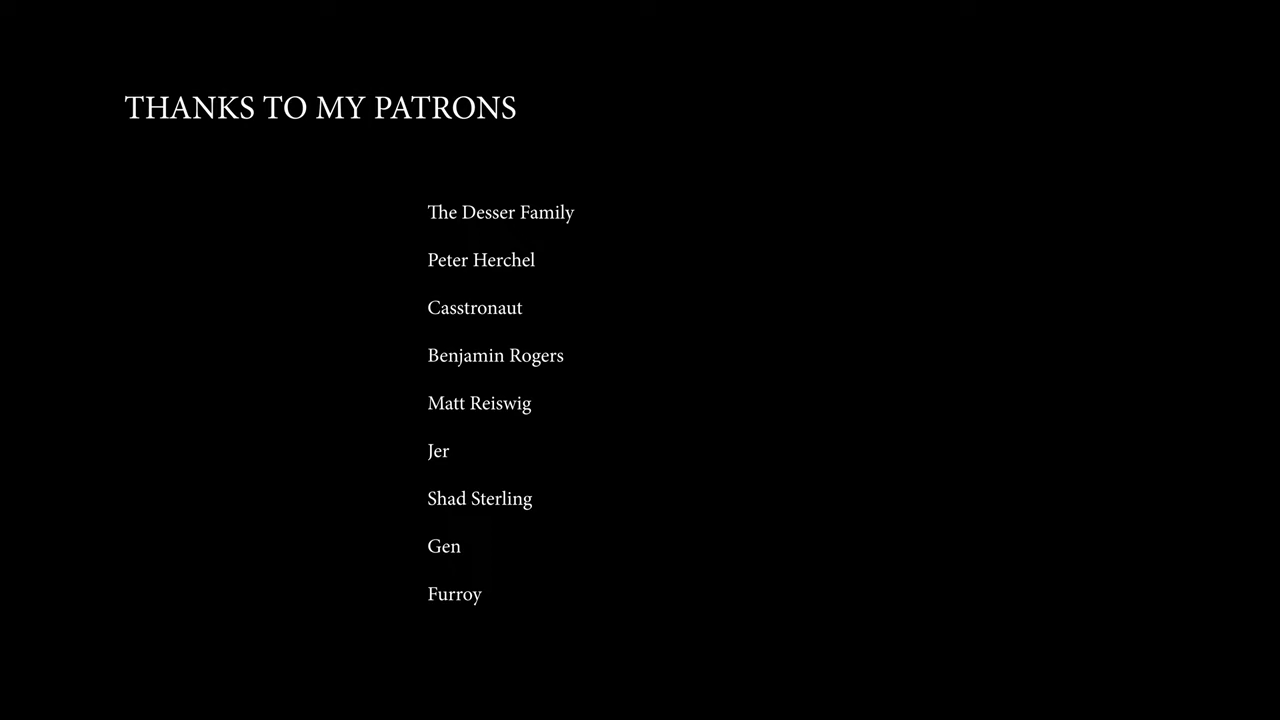 THANKS TO MY PATRONS
The Desser Family
Peter Herchel
Casstronaut
Benjamin Rogers
Matt Reiswig
Jer
Shad Sterling
Gen
Furroy